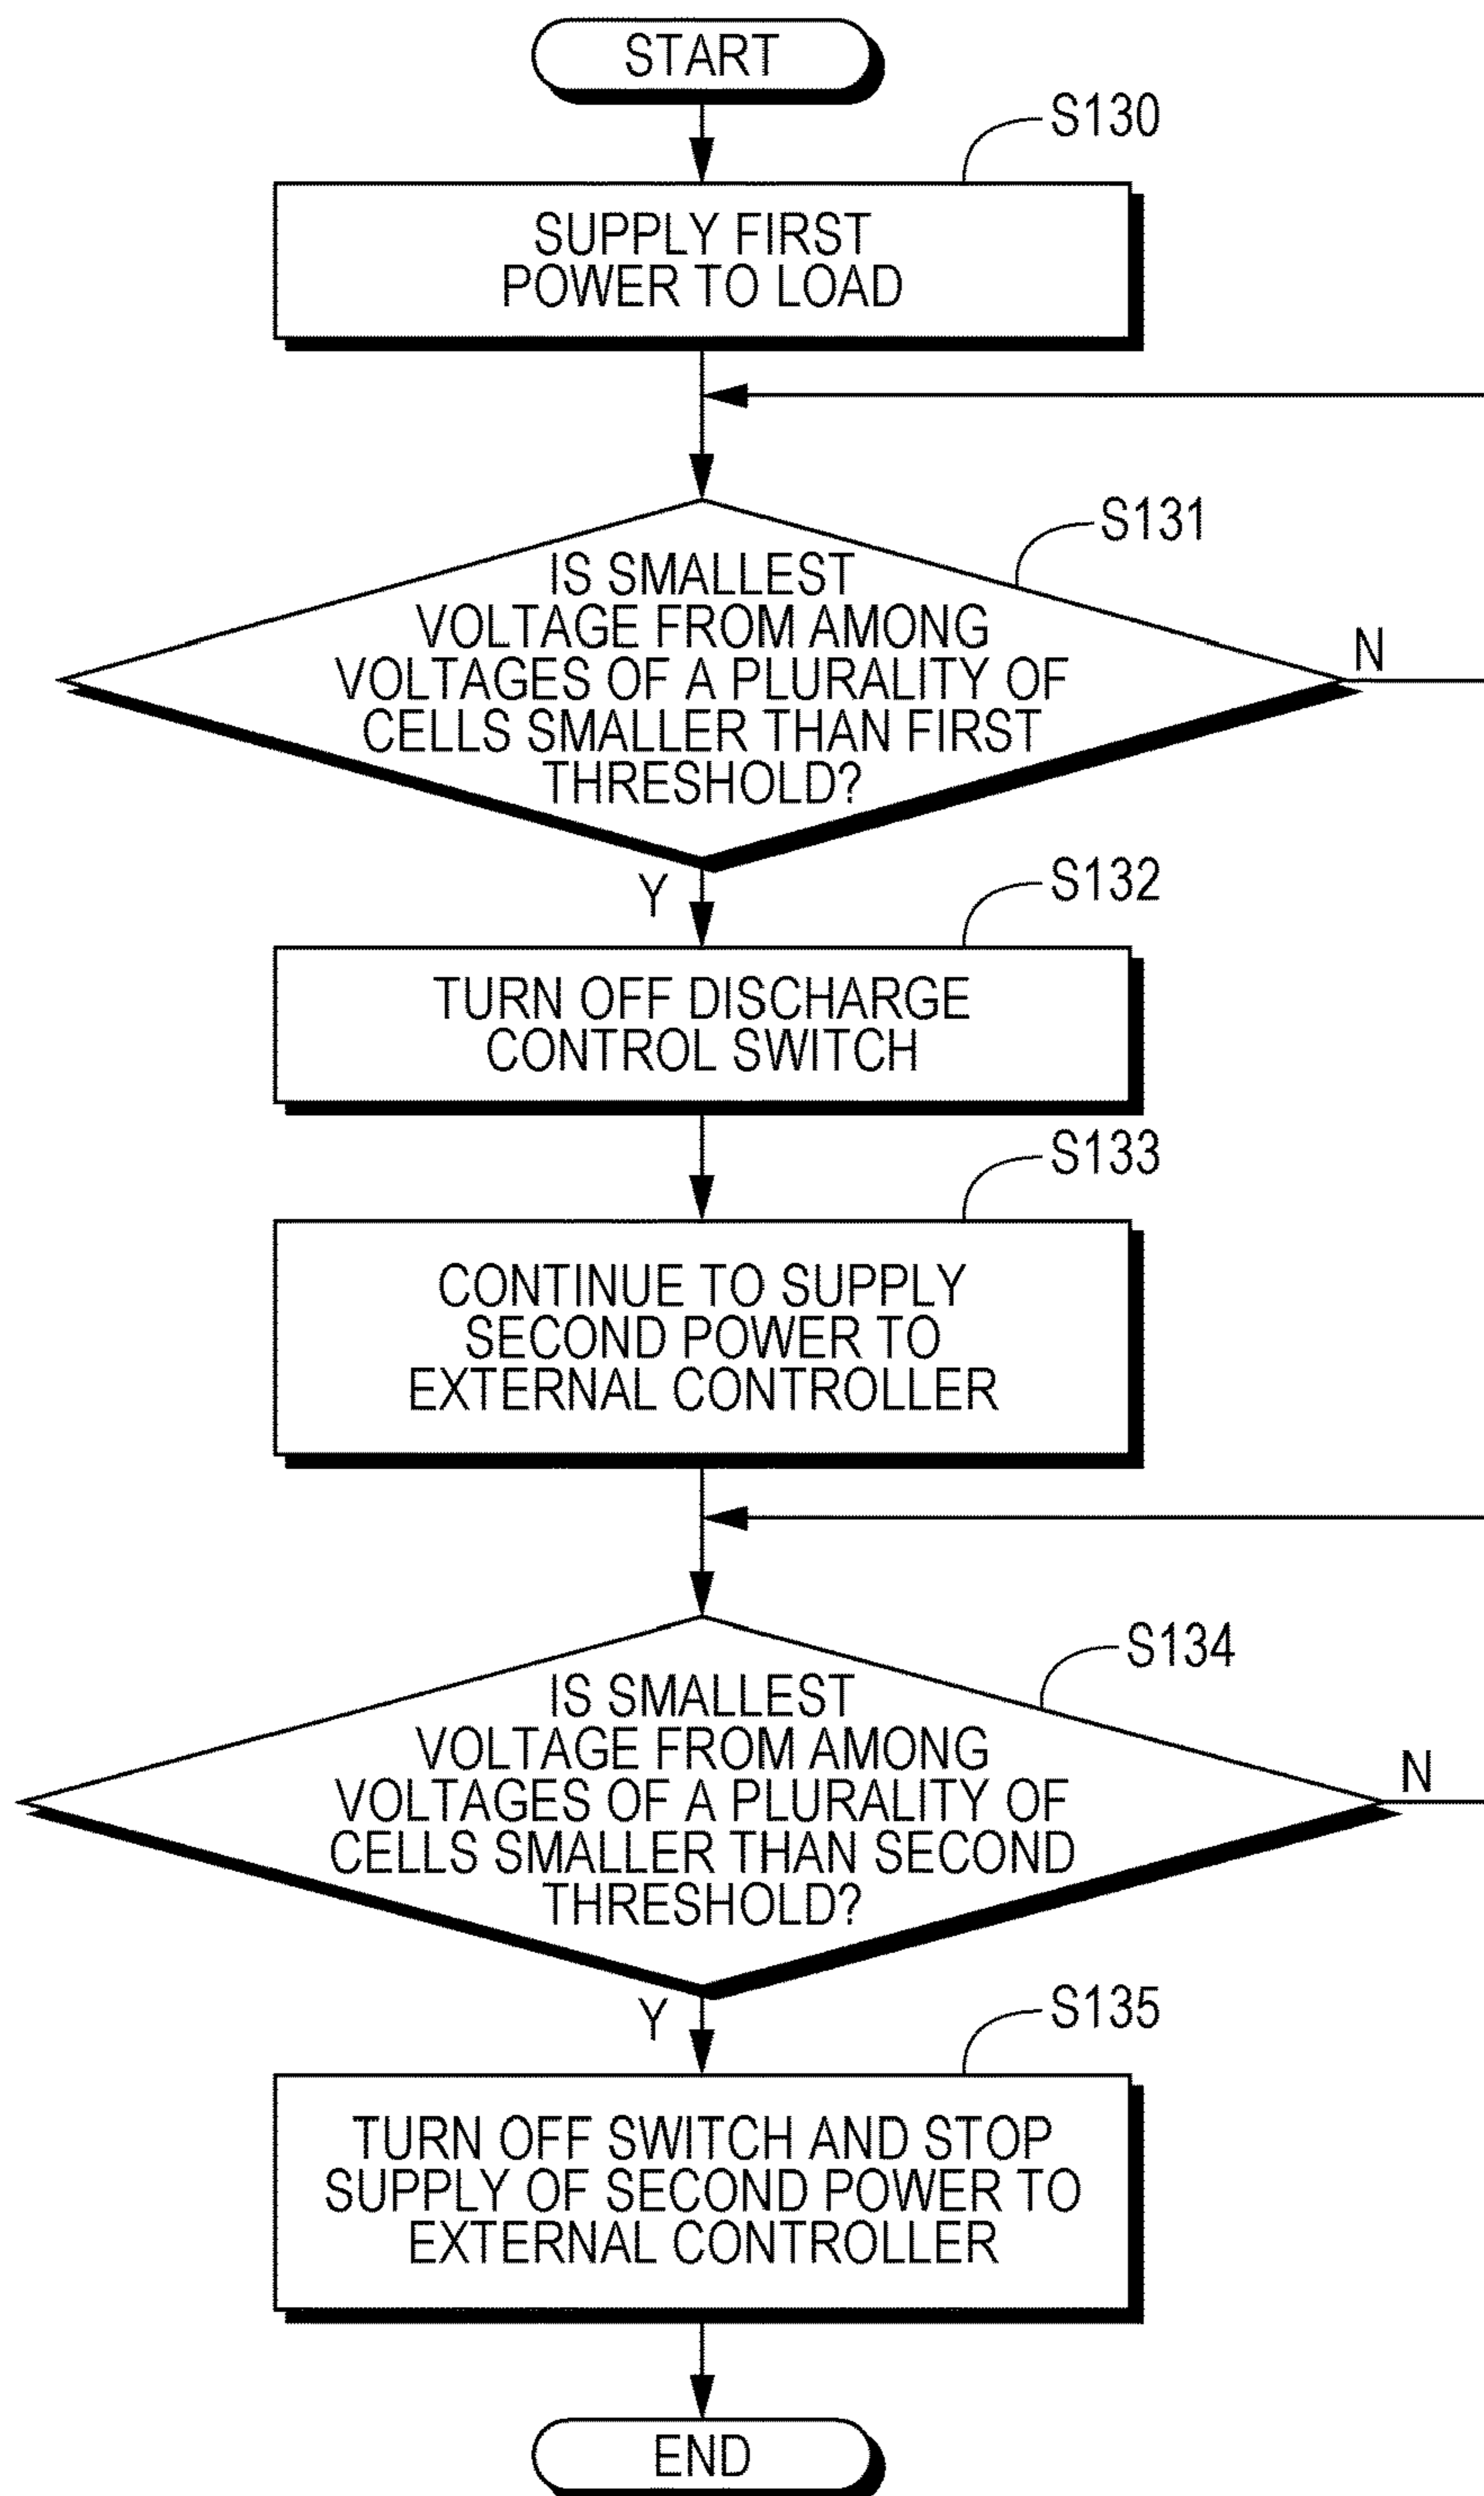 START
S130
SUPPLY FIRST
POWER TO LOAD
S131
IS SMALLEST
VOLTAGE FROM AMONG
VOLTAGES OF A PLURALITY OF
CELLS SMALLER THAN FIRST
THRESHOLD?
N
Y
S132
TURN OFF DISCHARGE
CONTROL SWITCH
S133
CONTINUE TO SUPPLY
SECOND POWER TO
EXTERNAL CONTROLLER
S134
IS SMALLEST
VOLTAGE FROM AMONG
VOLTAGES OF A PLURALITY OF
CELLS SMALLER THAN SECOND
THRESHOLD?
N
Y
S135
TURN OFF SWITCH AND STOP
SUPPLY OF SECOND POWER TO
EXTERNAL CONTROLLER
END